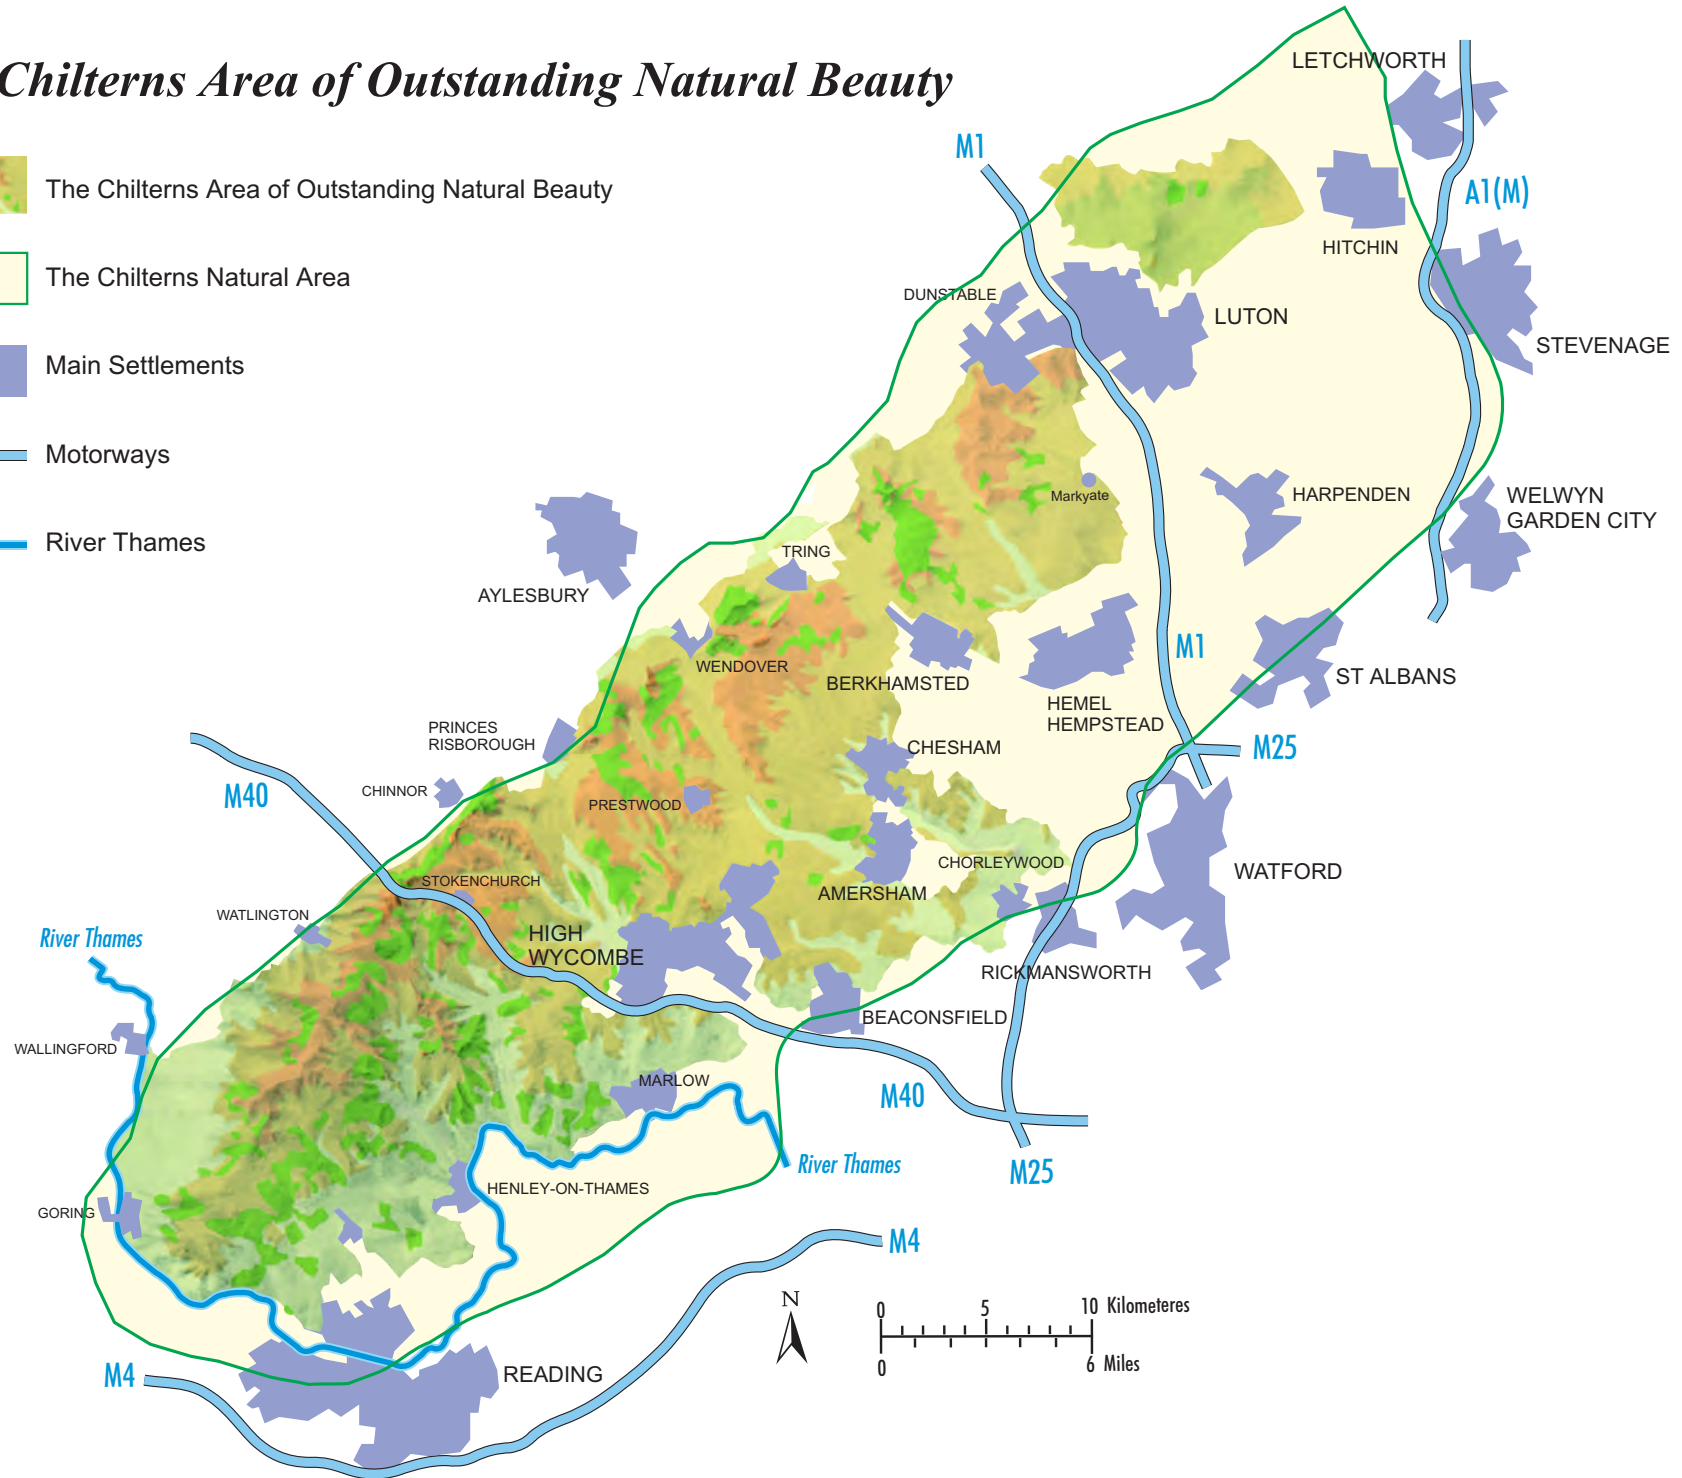 Chilterns Area of Outstanding Natural Beauty
The Chilterns Area of Outstanding Natural Beauty
The Chilterns Natural Area
Main Settlements
Motorways
River Thames
LETCHWORTH
M1
A1(M)
HITCHIN
DUNSTABLE
LUTON
STEVENAGE
Markyate
HARPENDEN
WELWYN
GARDEN CITY
TRING
AYLESBURY
M1
WENDOVER
BERKHAMSTED
ST ALBANS
HEMEL
HEMPSTEAD
PRINCES
RISBOROUGH
CHESHAM
M25
M40
CHINNOR
PRESTWOOD
CHORLEYWOOD
WATFORD
STOKENCHURCH
AMERSHAM
WATLINGTON
River Thames
HIGH
WYCOMBE
RICKMANSWORTH
BEACONSFIELD
WALLINGFORD
MARLOW
M40
River Thames
M25
HENLEY-ON-THAMES
GORING
M4
N
0 5 10 Kilometeres
0 6 Miles
M4
READING